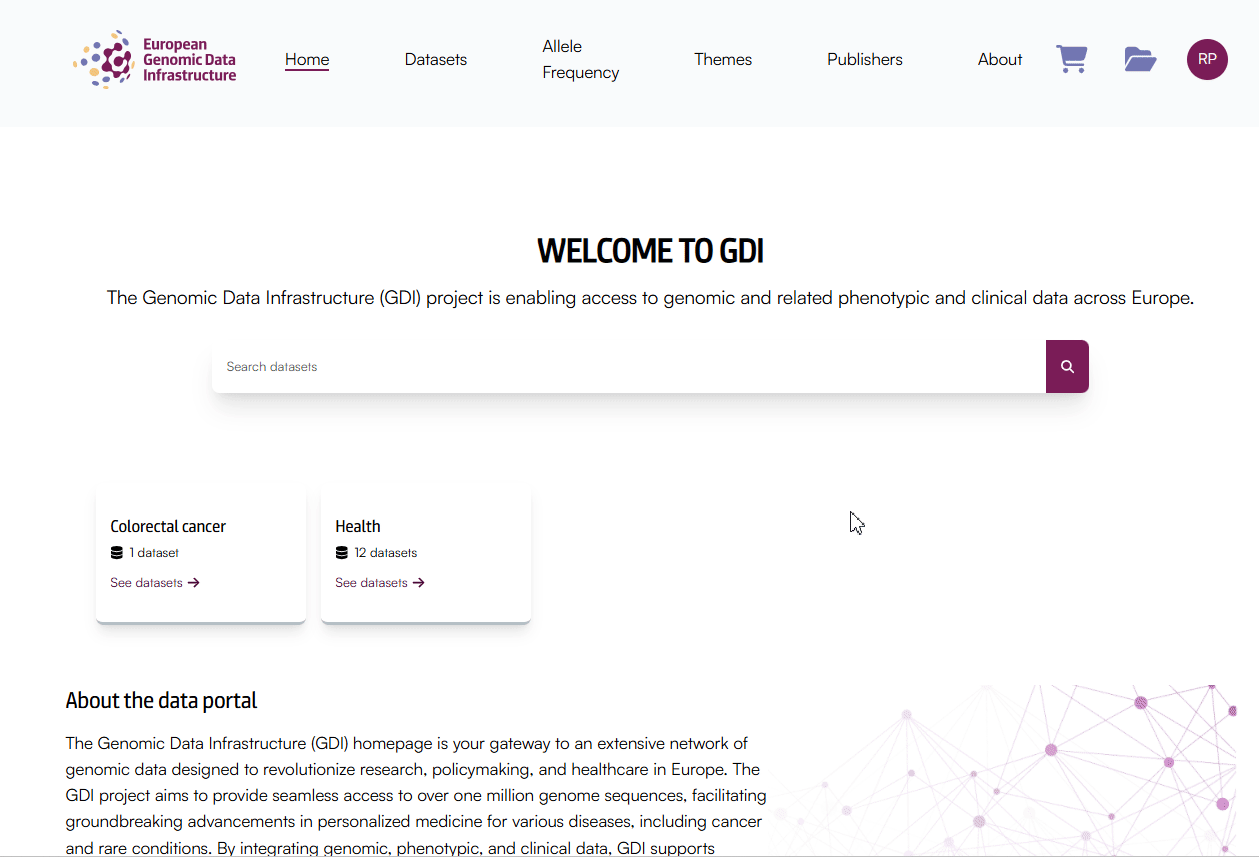 European
Genomic Data
Infrastructure
Home
Datasets
Allele
Frequency
Themes
Publishers
About
RP
WELCOME TO GDI
The Genomic Data Infrastructure (GDI) project is enabling access to genomic and related phenotypic and clinical data across Europe.
Search datasets
Colorectal cancer
1 dataset
See datasets →
Health
12 datasets
See datasets →
About the data portal
The Genomic Data Infrastructure (GDI) homepage is your gateway to an extensive network of
genomic data designed to revolutionize research, policymaking, and healthcare in Europe. The
GDI project aims to provide seamless access to over one million genome sequences, facilitating
groundbreaking advancements in personalized medicine for various diseases, including cancer
and rare conditions. By integrating genomic, phenotypic, and clinical data, GDI supports